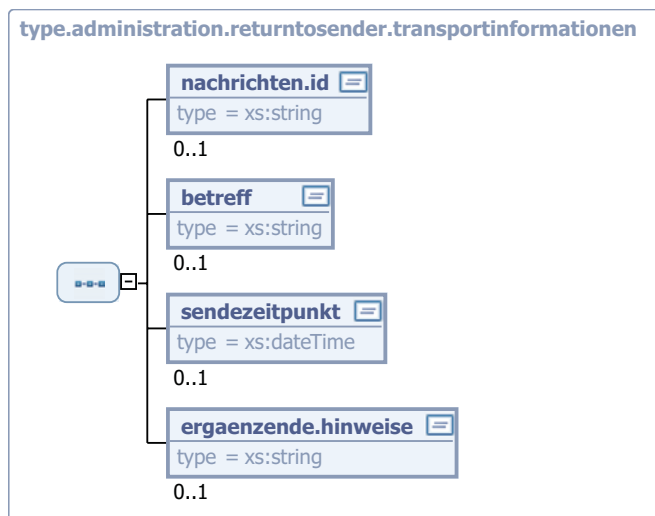 type.administration.returntosender.transportinformationen
nachrichten.id
type = xs:string
0..1
betreff
type = xs:string
0..1
sendezeitpunkt
type = xs:dateTime
0..1
ergaenzende.hinweise
type = xs:string
0..1